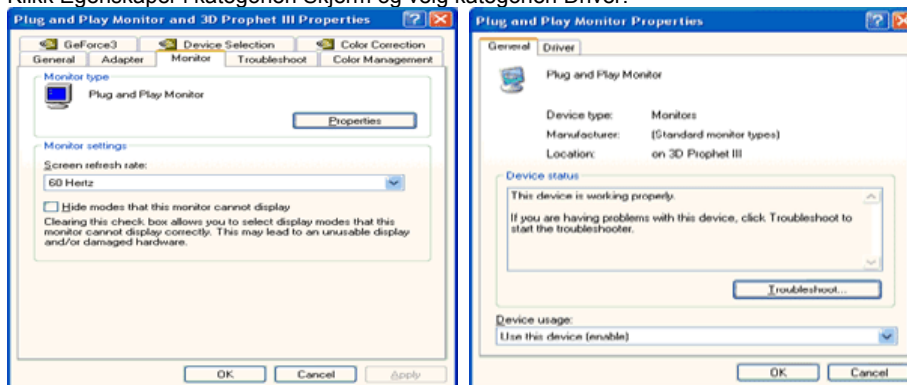 Klikk Egenskaper i kategorien Skjerm og velg kategorien Driver.
Plug and Play Monitor and 3D Prophet III Properties
GeForce3 Device Selection Color Correction
General Adapter Monitor Troubleshoot Color Management
Monitor type
Plug and Play Monitor
Properties
Monitor settings
Screen refresh rate:
60 Hertz
Hide modes that this monitor cannot display
Clearing this check box allows you to select display modes that this
monitor cannot display correctly. This may lead to an unusable display
and/or damaged hardware.
OK Cancel Apply
Plug and Play Monitor Properties
General Driver
Plug and Play Monitor
Device type: Monitors
Manufacturer: (Standard monitor types)
Location: on 3D Prophet III
Device status
This device is working properly.
If you are having problems with this device, click Troubleshoot to
start the troubleshooter.
Troubleshoot...
Device usage:
Use this device (enable)
OK Cancel